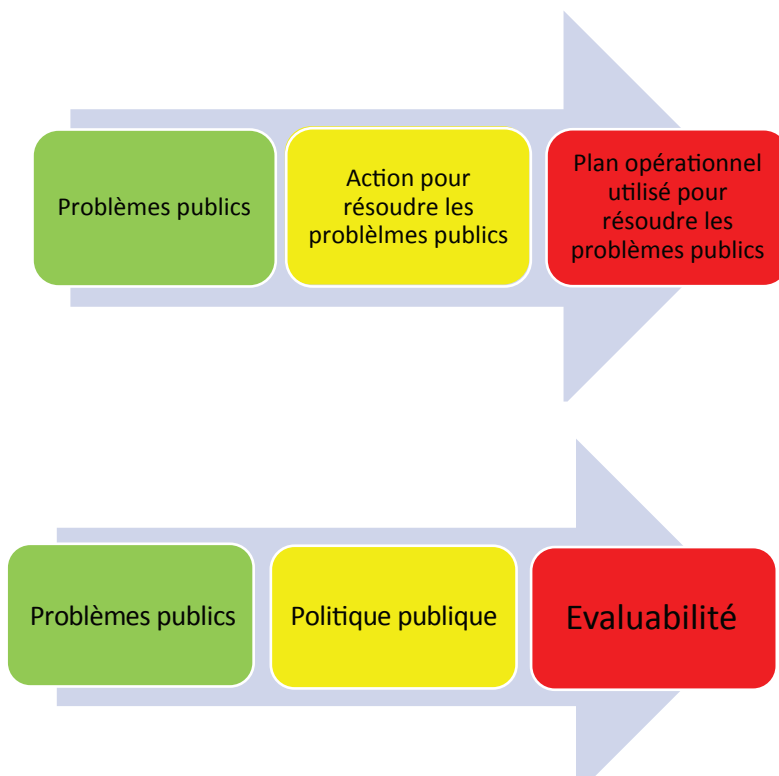 Problèmes publics
Action pour
résoudre les
problèlmes publics
Plan opérationnel
utilisé pour
résoudre les
problèmes publics
Problèmes publics
Politique publique
Evaluabilité